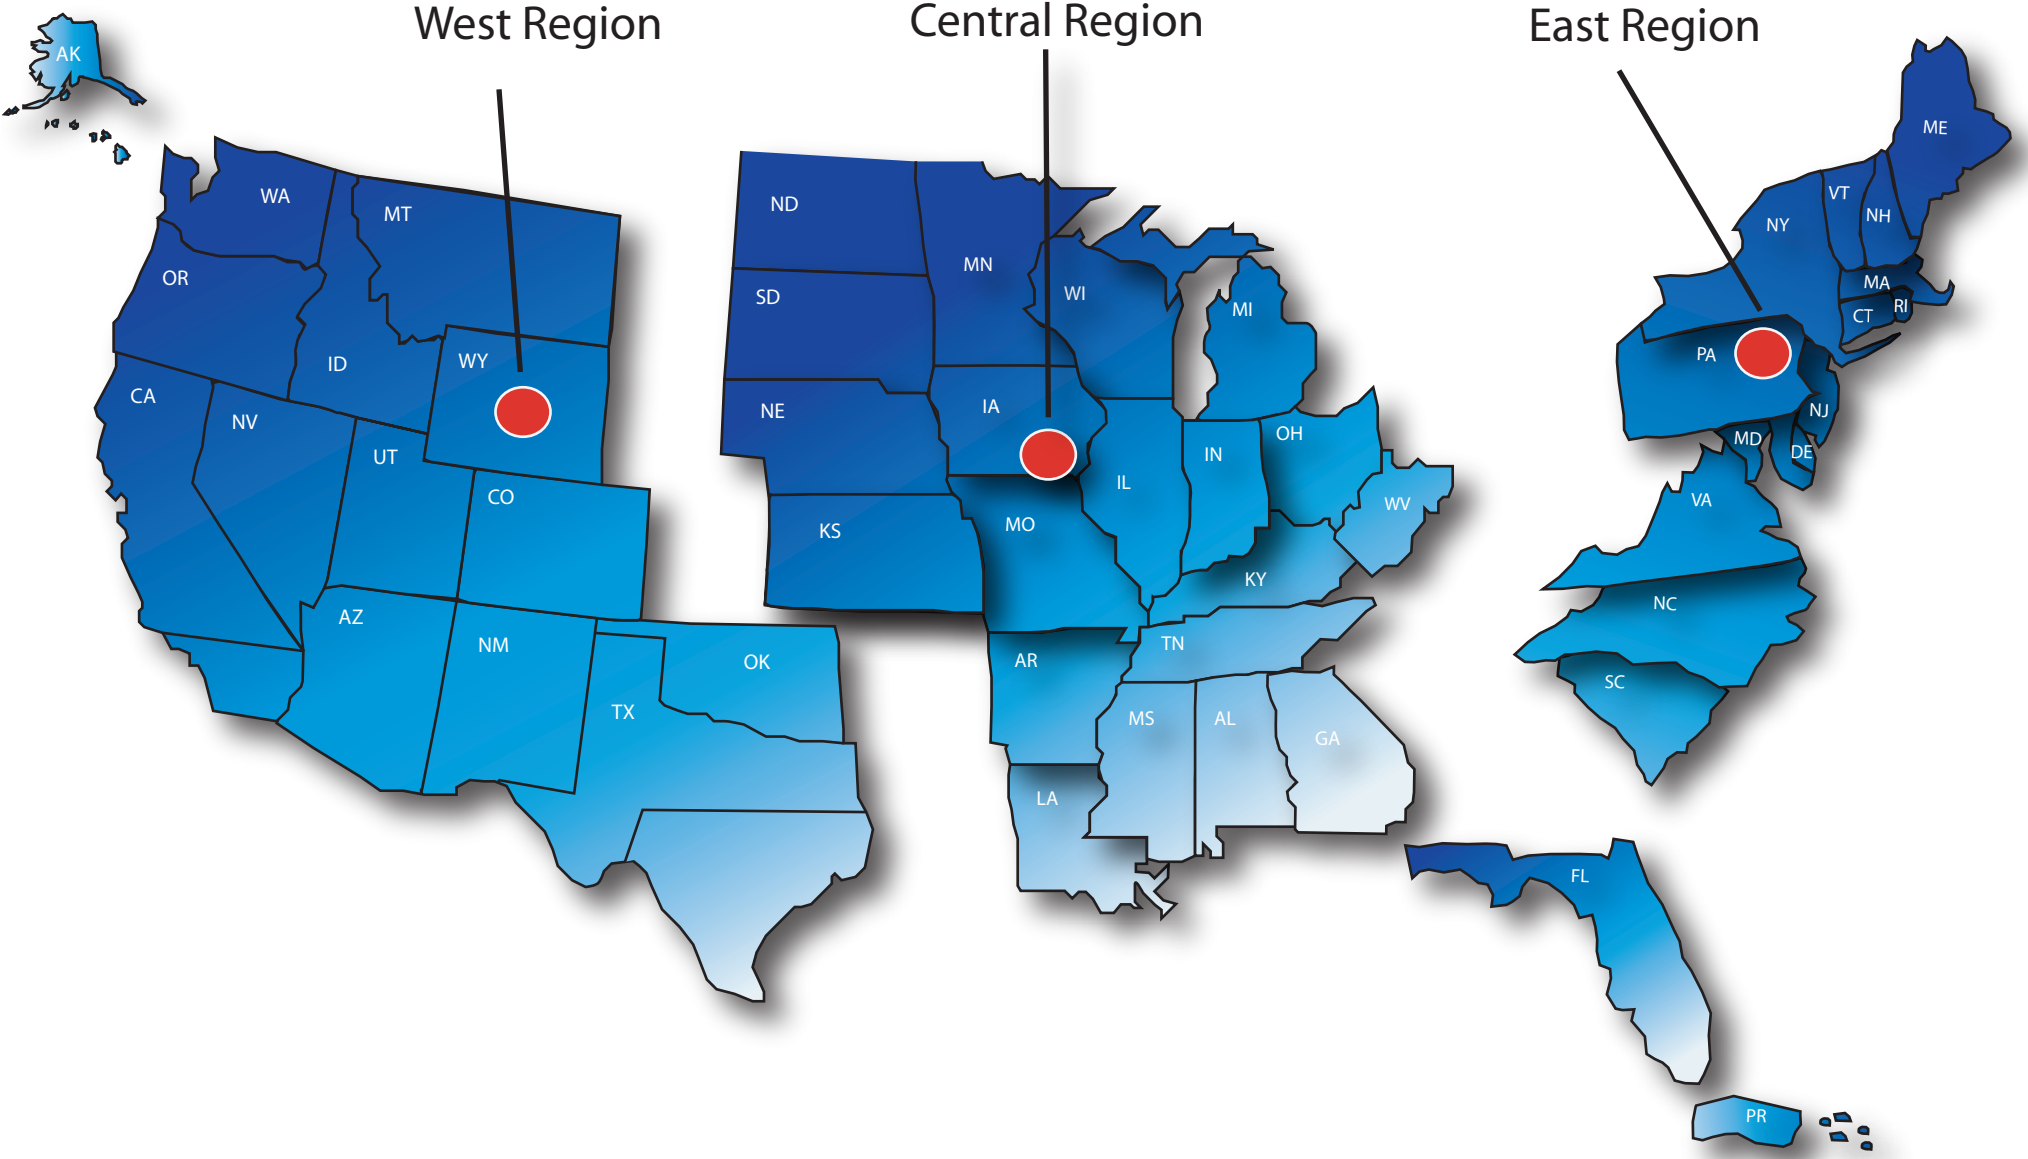 West Region
Central Region
East Region
AK
WA
MT
OR
ID
WY
CA
NV
UT
CO
AZ
NM
OK
TX
ND
MN
SD
WI
MI
NE
IA
OH
IL
IN
WV
KS
MO
KY
AR
TN
MS
AL
GA
LA
ME
VT
NH
NY
MA
CT
RI
PA
NJ
MD
DE
VA
NC
SC
FL
PR